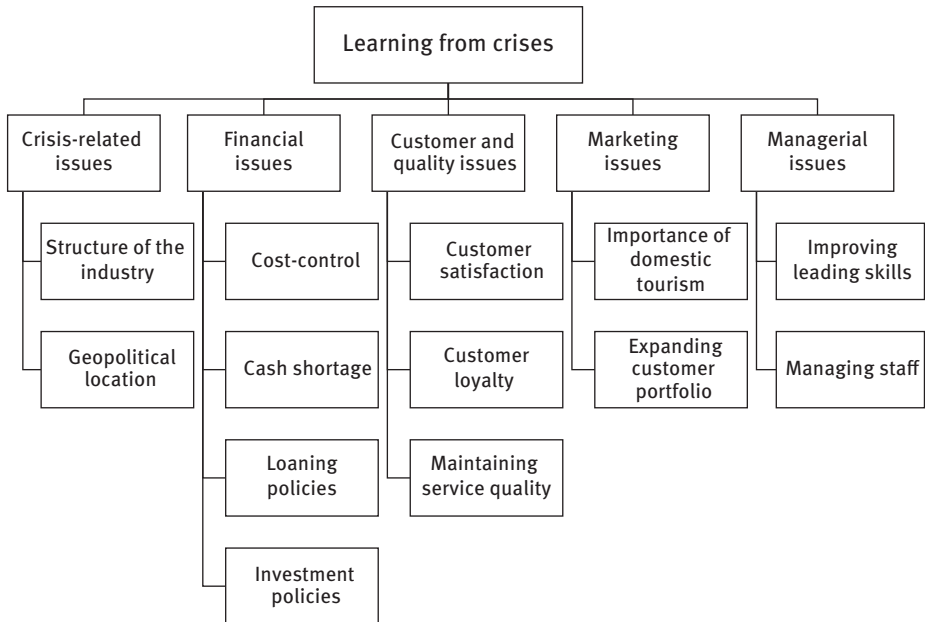 Learning from crises
Crisis-related
issues
Financial
issues
Customer and
quality issues
Marketing
issues
Managerial
issues
Structure of the
industry
Geopolitical
location
Cost-control
Cash shortage
Loaning
policies
Investment
policies
Customer
satisfaction
Customer
loyalty
Maintaining
service quality
Importance of
domestic
tourism
Expanding
customer
portfolio
Improving
leading skills
Managing staff